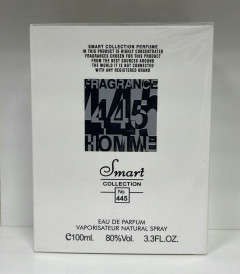 SMART COLLECTION PERFUME
IN THIS PRODUCT IS HIGHLY CONCENTRATED
FRAGRANCES CHOSEN FOR THIS PRODUCT
FROM THE BEST SOURCES AROUND
THE WORLD IT IS NOT CONNECTED
WITH ANY REGISTERED BRAND
FRAGRANCE
445
HOMME
Smart
COLLECTION
No.
445
EAU DE PARFUM
VAPORISATEUR NATURAL SPRAY
℮100ml. 80%Vol. 3.3FL.OZ.